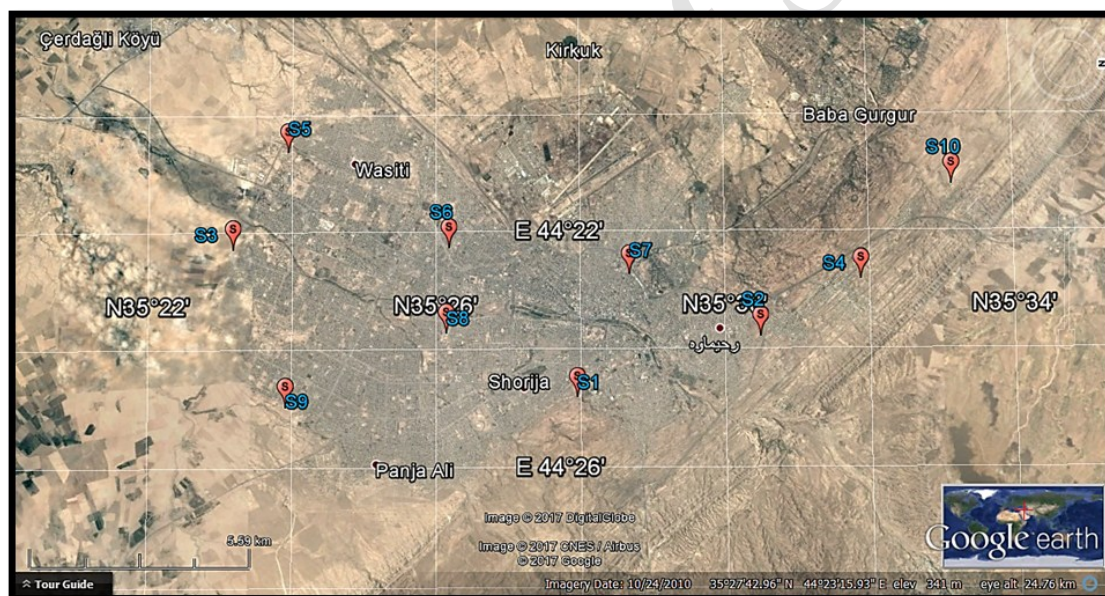 Çerdağli Köyü
Kirkuk
Baba Gurgur
S5
S10
Wasiti
S6
S3
E 44°22'
S7
S4
N35°22'
N35°26'
S2
N35°34'
S8
رحيماوه
Shorija
S1
S9
E 44°26'
Panja Ali
Image © 2017 DigitalGlobe
5.59 km
Image © 2017 CNES / Airbus
© 2017 Google
Google earth
Tour Guide
Imagery Date: 10/24/2010 35°27'42.96" N 44°23'15.93" E elev 341 m eye alt 24.76 km